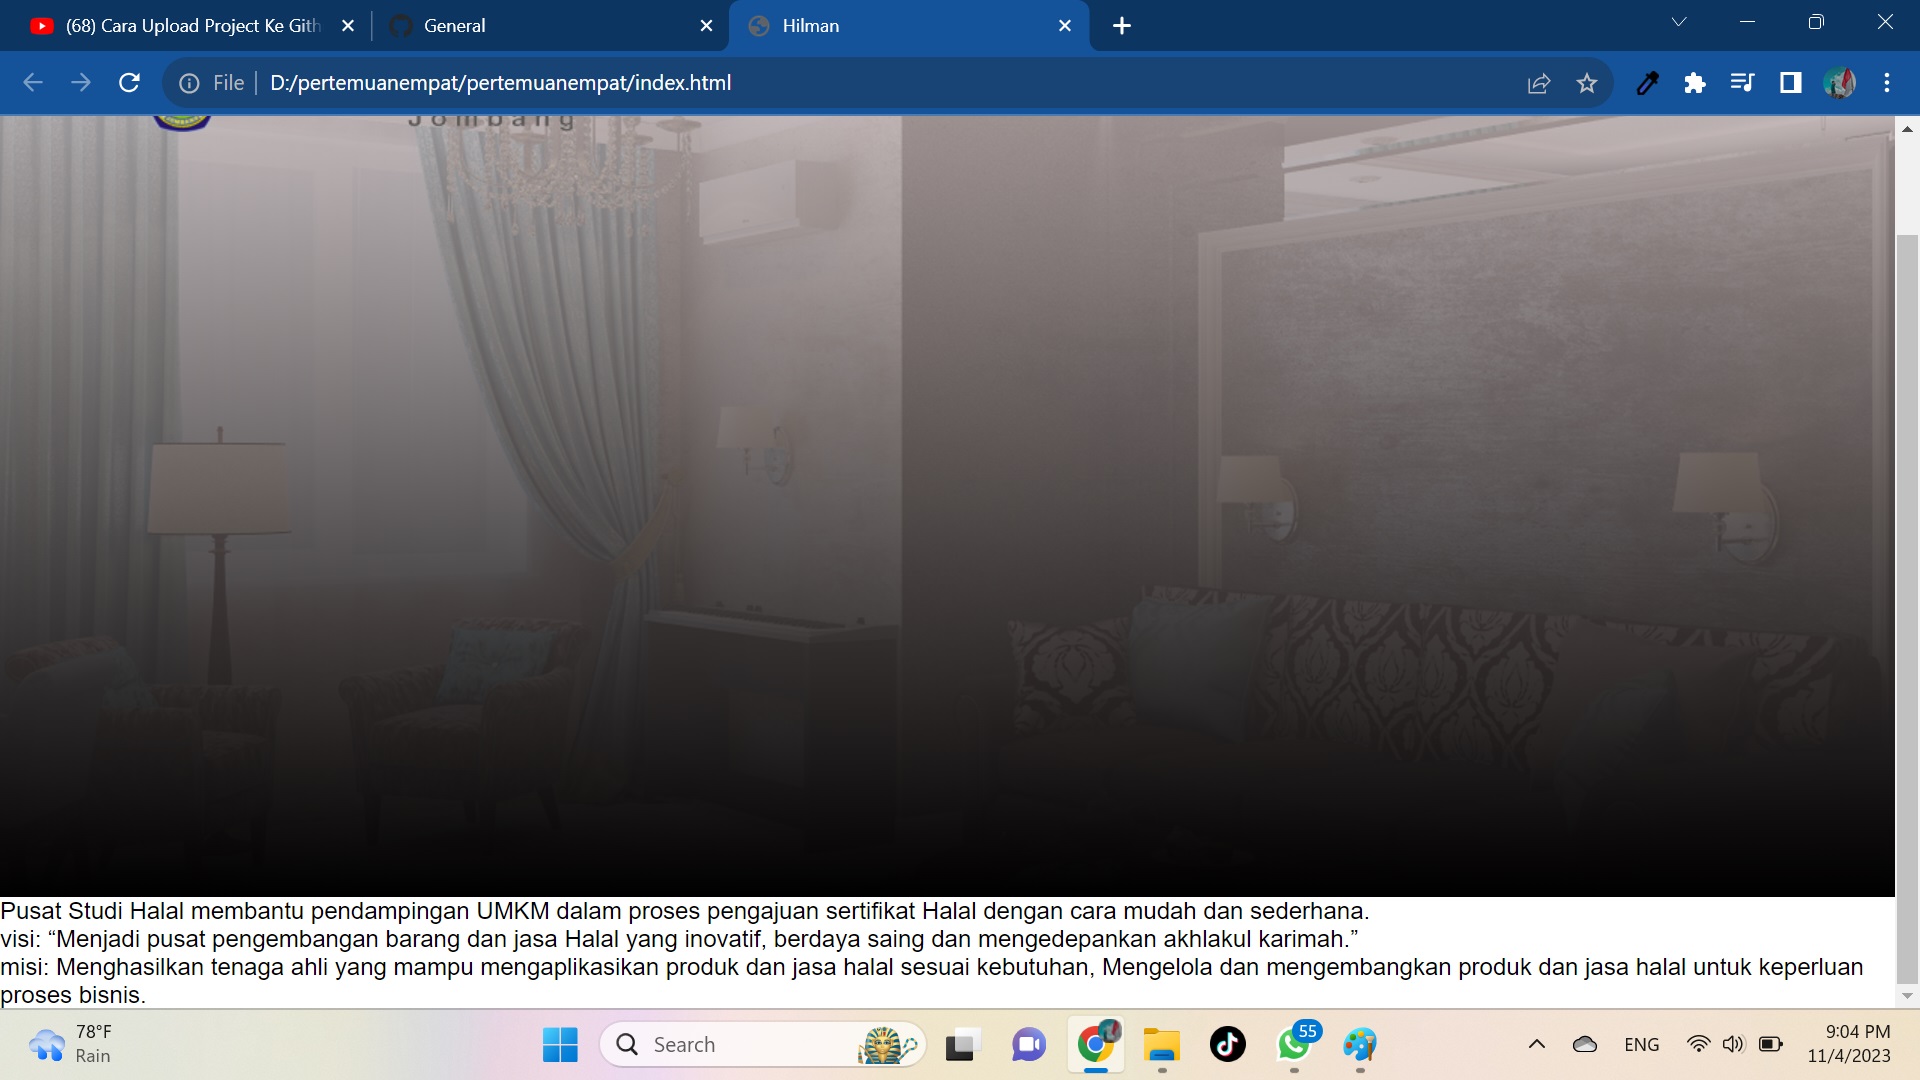 (68) Cara Upload Project Ke Gith
General
Hilman
File
D:/pertemuanempat/pertemuanempat/index.html
Jombang
Pusat Studi Halal membantu pendampingan UMKM dalam proses pengajuan sertifikat Halal dengan cara mudah dan sederhana.
visi: “Menjadi pusat pengembangan barang dan jasa Halal yang inovatif, berdaya saing dan mengedepankan akhlakul karimah.”
misi: Menghasilkan tenaga ahli yang mampu mengaplikasikan produk dan jasa halal sesuai kebutuhan, Mengelola dan mengembangkan produk dan jasa halal untuk keperluan
proses bisnis.
78°F
Rain
Search
55
ENG
9:04 PM
11/4/2023